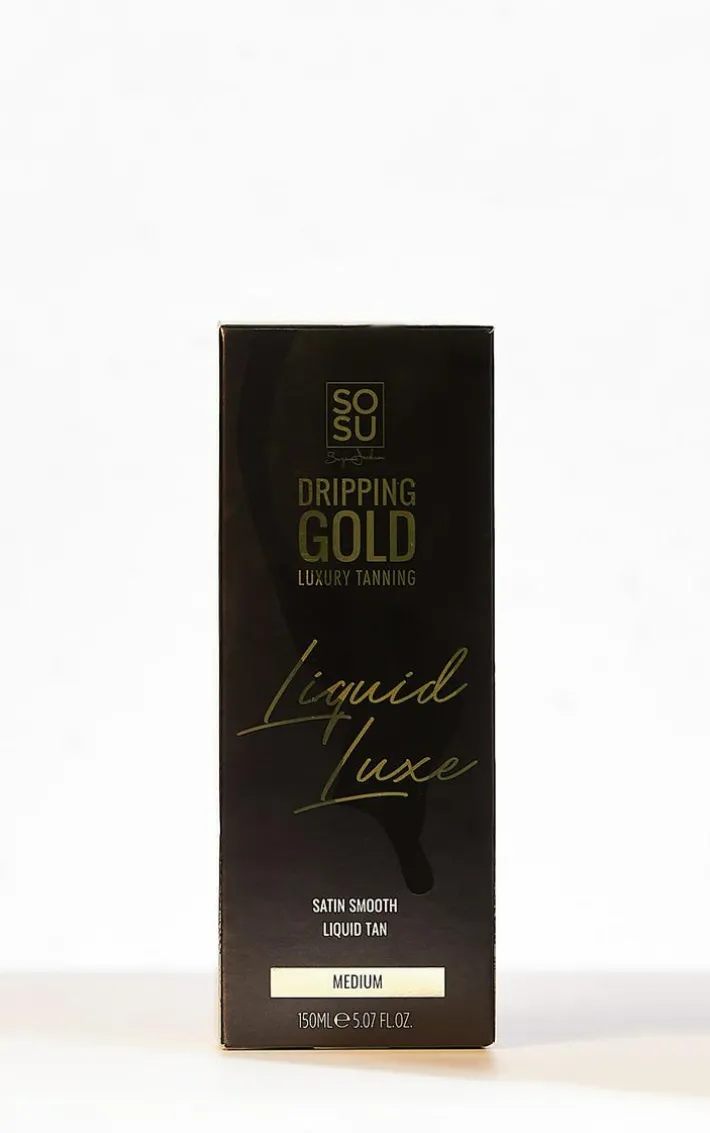 SO
SU
DRIPPING
GOLD
LUXURY TANNING
Liquid
Luxe
SATIN SMOOTH
LIQUID TAN
MEDIUM
150ML ℮ 5.07 FL.OZ.